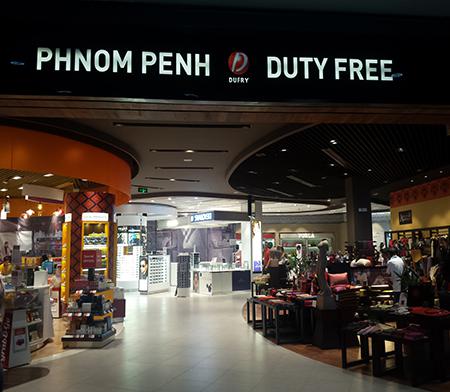 PHNOM PENH DUFRY DUTY FREE